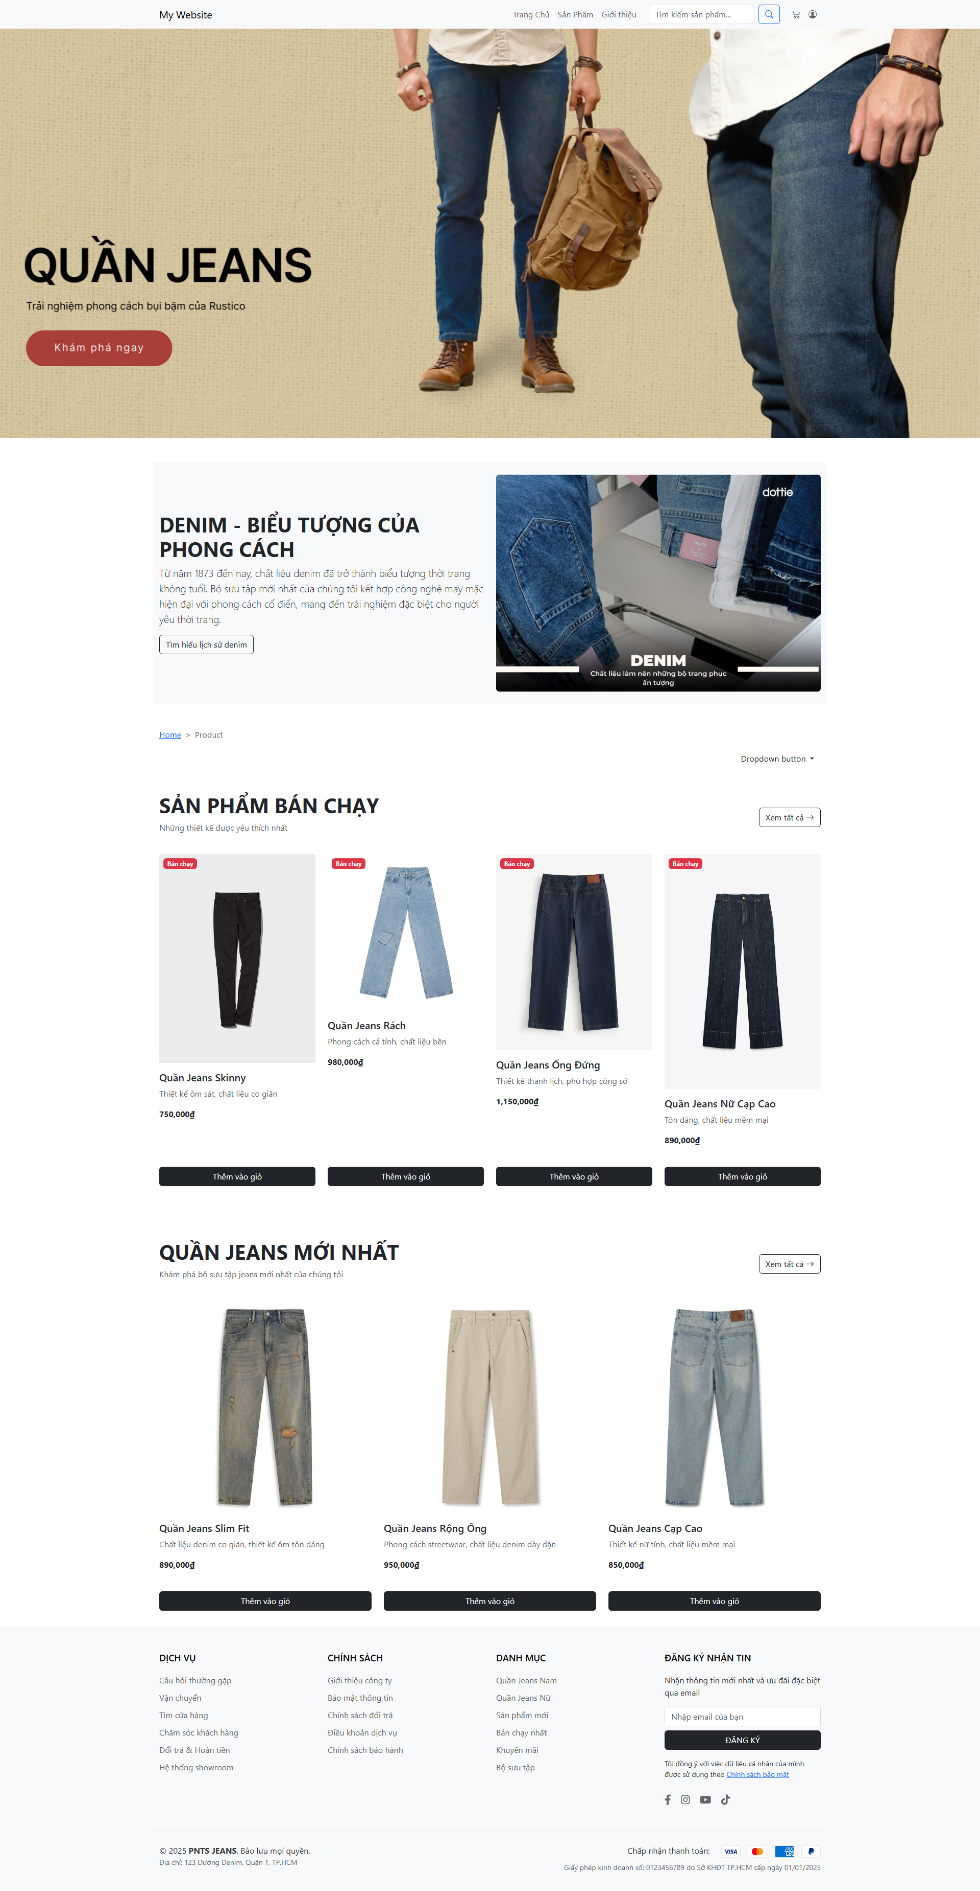 My Website
Trang Chủ Sản Phẩm Giới thiệu Tìm kiếm sản phẩm...
QUẦN JEANS
Trải nghiệm phong cách bụi bặm của Rustico
Khám phá ngay
DENIM - BIỂU TƯỢNG CỦA
PHONG CÁCH
Từ năm 1873 đến nay, chất liệu denim đã trở thành biểu tượng thời trang
không tuổi. Bộ sưu tập mới nhất của chúng tôi kết hợp công nghệ may mặc
hiện đại với phong cách cổ điển, mang đến trải nghiệm đặc biệt cho người
yêu thời trang.
Tìm hiểu lịch sử denim
dottie
DENIM
Chất liệu làm nên những bộ trang phục
ấn tượng
Home > Product
Dropdown button
SẢN PHẨM BÁN CHẠY
Những thiết kế được yêu thích nhất
Xem tất cả →
Bán chạy
Quần Jeans Skinny
Thiết kế ôm sát, chất liệu co giãn
750,000₫
Thêm vào giỏ
Bán chạy
Quần Jeans Rách
Phong cách cá tính, chất liệu bền
980,000₫
Thêm vào giỏ
Bán chạy
Quần Jeans Ống Đứng
Thiết kế thanh lịch, phù hợp công sở
1,150,000₫
Thêm vào giỏ
Bán chạy
Quần Jeans Nữ Cạp Cao
Tôn dáng, chất liệu mềm mại
890,000₫
Thêm vào giỏ
QUẦN JEANS MỚI NHẤT
Khám phá bộ sưu tập jeans mới nhất của chúng tôi
Xem tất cả →
Quần Jeans Slim Fit
Chất liệu denim co giãn, thiết kế ôm tôn dáng
890,000₫
Thêm vào giỏ
Quần Jeans Rộng Ống
Phong cách streetwear, chất liệu denim dày dặn
950,000₫
Thêm vào giỏ
Quần Jeans Cạp Cao
Thiết kế nữ tính, chất liệu mềm mại
850,000₫
Thêm vào giỏ
DỊCH VỤ
Câu hỏi thường gặp
Vận chuyển
Tìm cửa hàng
Chăm sóc khách hàng
Đổi trả & Hoàn tiền
Hệ thống showroom
CHÍNH SÁCH
Giới thiệu công ty
Bảo mật thông tin
Chính sách đổi trả
Điều khoản dịch vụ
Chính sách bảo hành
DANH MỤC
Quần Jeans Nam
Quần Jeans Nữ
Sản phẩm mới
Bán chạy nhất
Khuyến mãi
Bộ sưu tập
ĐĂNG KÝ NHẬN TIN
Nhận thông tin mới nhất và ưu đãi đặc biệt
qua email
Nhập email của bạn
ĐĂNG KÝ
Tôi đồng ý với việc dữ liệu cá nhân của mình
được sử dụng theo Chính sách bảo mật
© 2025 PNTS JEANS. Bảo lưu mọi quyền.
Địa chỉ: 123 Đường Denim, Quận 1, TP.HCM
Chấp nhận thanh toán: VISA
Giấy phép kinh doanh số: 0123456789 do Sở KHĐT TP.HCM cấp ngày 01/01/2025